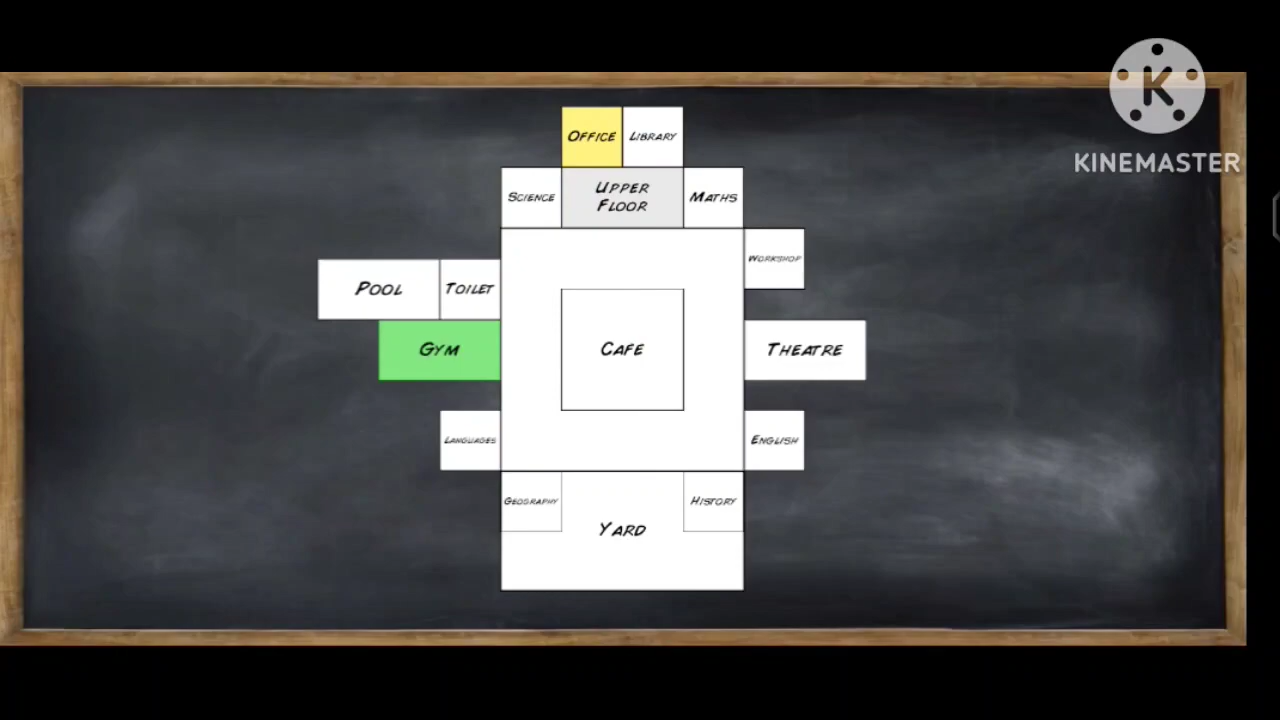 OFFICE
LIBRARY
SCIENCE
UPPER
FLOOR
MATHS
WORKSHOP
POOL
TOILET
GYM
CAFE
THEATRE
LANGUAGES
ENGLISH
GEOGRAPHY
HISTORY
YARD
K
KINEMASTER